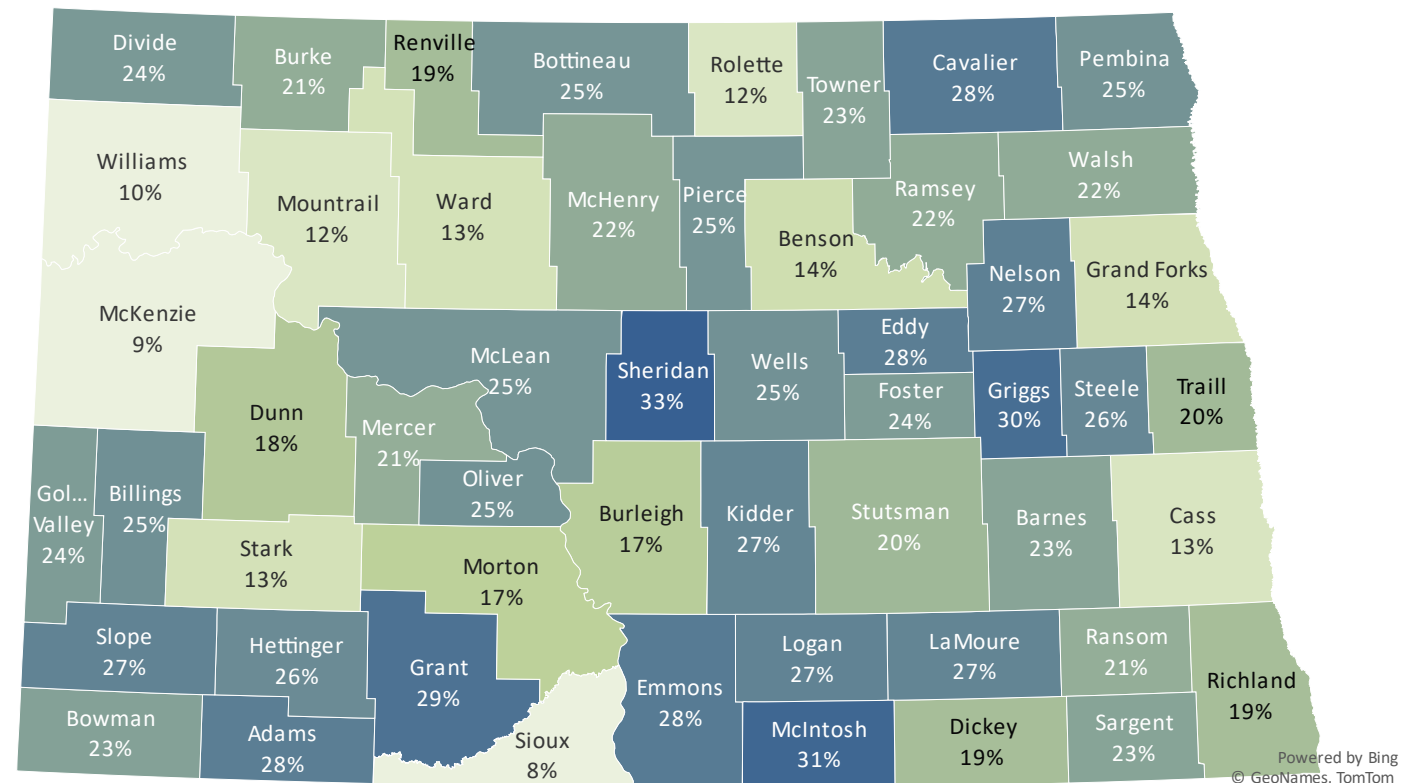 Divide
24%
Burke
21%
Renville
19%
Bottineau
25%
Rolette
12%
Towner
23%
Cavalier
28%
Pembina
25%
Williams
10%
Mountrail
12%
Ward
13%
McHenry
22%
Pierce
25%
Benson
14%
Ramsey
22%
Walsh
22%
Nelson
27%
Grand Forks
14%
McKenzie
9%
Dunn
18%
McLean
25%
Mercer
21%
Oliver
25%
Sheridan
33%
Wells
25%
Eddy
28%
Foster
24%
Griggs
30%
Steele
26%
Traill
20%
Gol...
Valley
24%
Billings
25%
Stark
13%
Morton
17%
Burleigh
17%
Kidder
27%
Stutsman
20%
Barnes
23%
Cass
13%
Slope
27%
Hettinger
26%
Grant
29%
Bowman
23%
Adams
28%
Sioux
8%
Emmons
28%
Logan
27%
McIntosh
31%
LaMoure
27%
Dickey
19%
Ransom
21%
Sargent
23%
Richland
19%
Powered by Bing
© GeoNames, TomTom